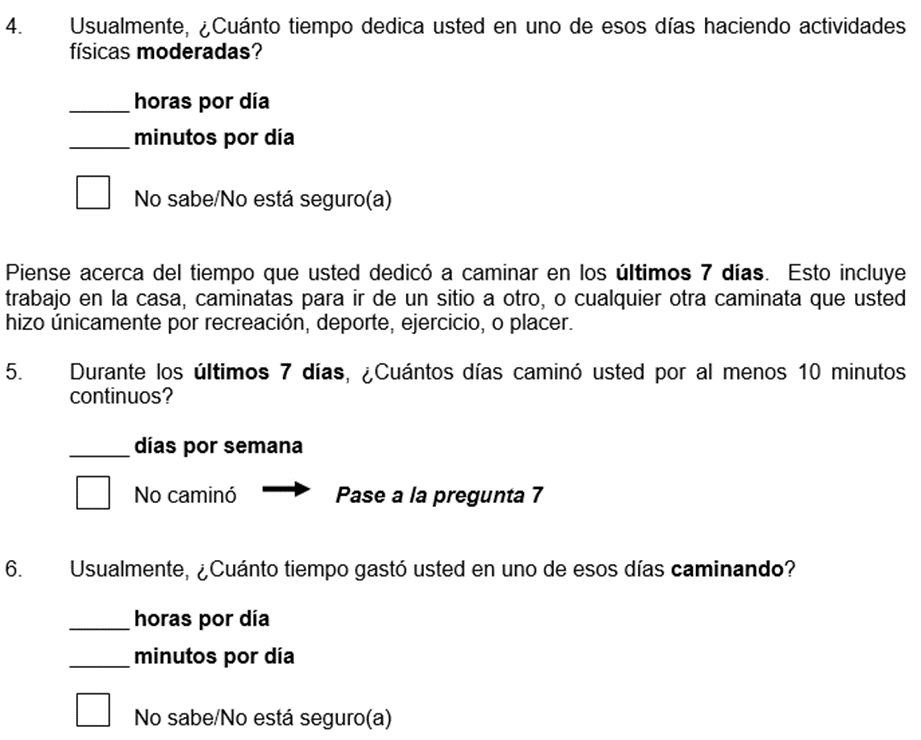 4. Usualmente, ¿Cuánto tiempo dedica usted en uno de esos días haciendo actividades
físicas moderadas?
_____ horas por día
_____ minutos por día
No sabe/No está seguro(a)
Piense acerca del tiempo que usted dedicó a caminar en los últimos 7 días. Esto incluye
trabajo en la casa, caminatas para ir de un sitio a otro, o cualquier otra caminata que usted
hizo únicamente por recreación, deporte, ejercicio, o placer.
5. Durante los últimos 7 días, ¿Cuántos días caminó usted por al menos 10 minutos
continuos?
_____ días por semana
No caminó Pase a la pregunta 7
6. Usualmente, ¿Cuánto tiempo gastó usted en uno de esos días caminando?
_____ horas por día
_____ minutos por día
No sabe/No está seguro(a)